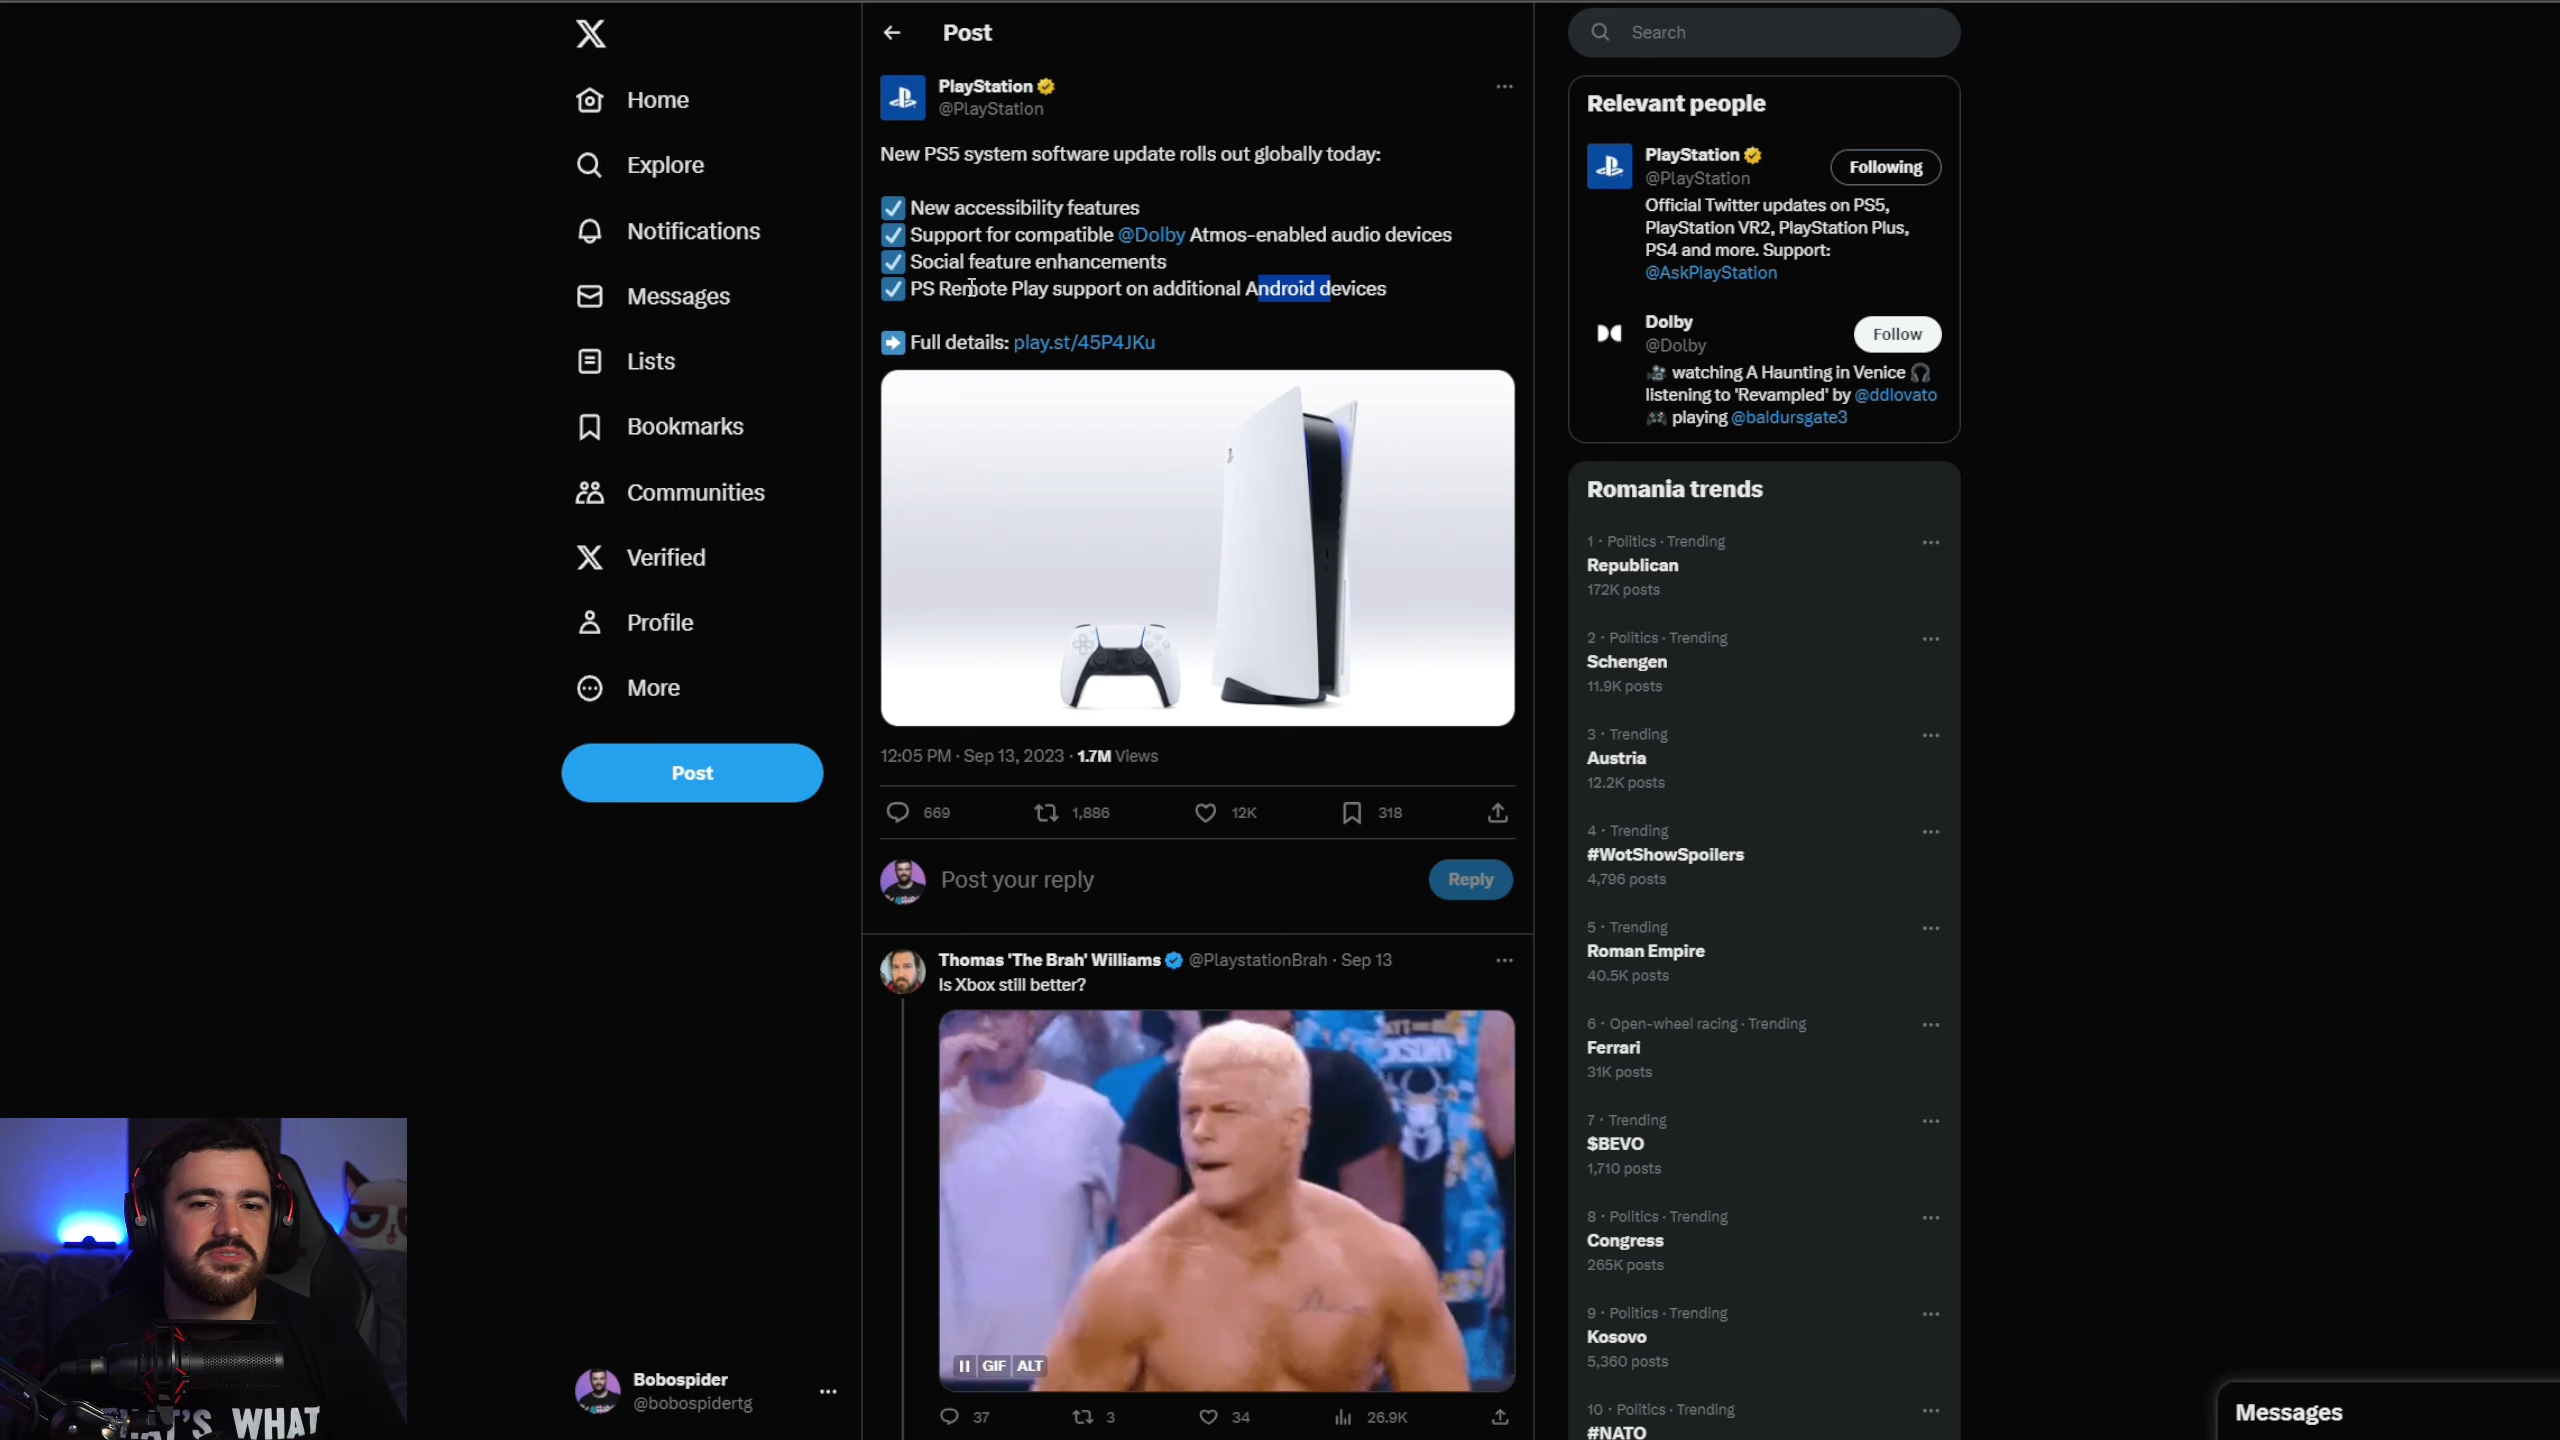 Home
Explore
Notifications
Messages
Lists
Bookmarks
Communities
Verified
Profile
More
Post
Bobospider
@bobospidertg
Post
PlayStation
@PlayStation
New PS5 system software update rolls out globally today:
New accessibility features
Support for compatible @Dolby Atmos-enabled audio devices
Social feature enhancements
PS Remote Play support on additional Android devices
Full details: play.st/45P4JKu
12:05 PM · Sep 13, 2023 · 1.7M Views
669 1,886 12K 318
Post your reply
Reply
Thomas 'The Brah' Williams @PlaystationBrah · Sep 13
Is Xbox still better?
GIF ALT
37 3 34 26.9K
Search
Relevant people
PlayStation
@PlayStation
Following
Official Twitter updates on PS5,
PlayStation VR2, PlayStation Plus,
PS4 and more. Support:
@AskPlayStation
Dolby
@Dolby
Follow
watching A Haunting in Venice
listening to 'Revamped' by @ddlovato
playing @baldursgate3
Romania trends
1 · Politics · Trending
Republican
172K posts
2 · Politics · Trending
Schengen
11.9K posts
3 · Trending
Austria
12.2K posts
4 · Trending
#WotShowSpoilers
4,796 posts
5 · Trending
Roman Empire
40.5K posts
6 · Open-wheel racing · Trending
Ferrari
31K posts
7 · Trending
$BEVO
1,710 posts
8 · Politics · Trending
Congress
265K posts
9 · Politics · Trending
Kosovo
5,360 posts
10 · Politics · Trending
#NATO
Messages
WHAT